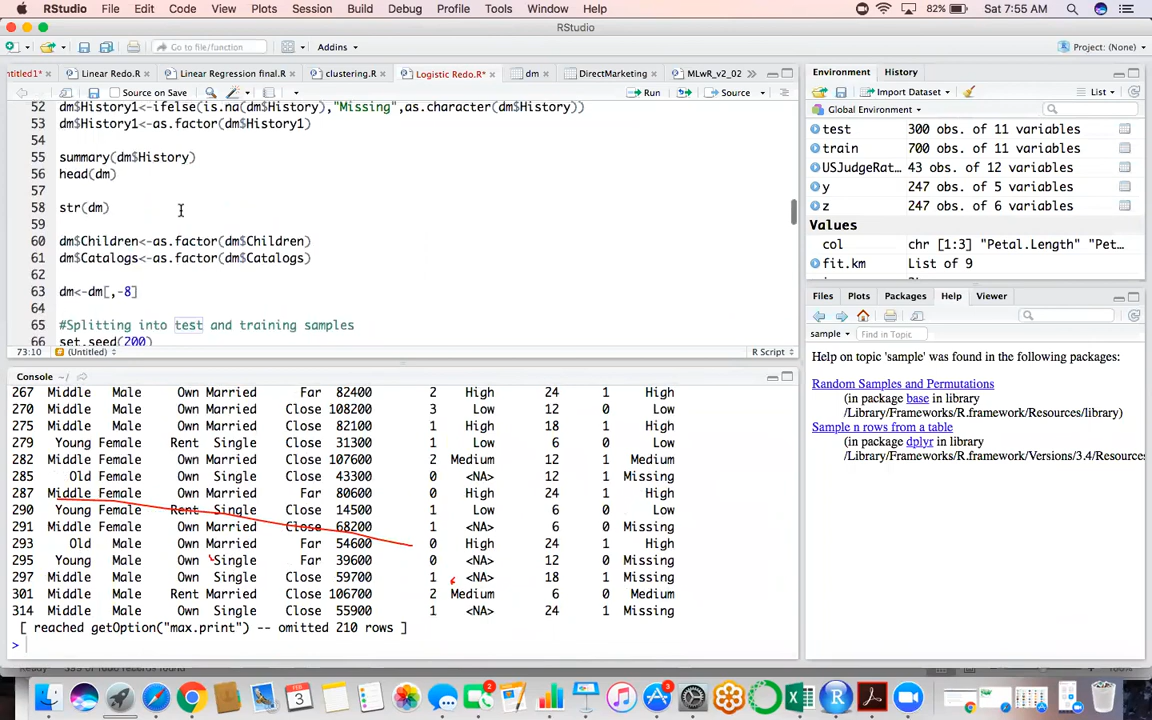 RStudio File Edit Code View Plots Session Build Debug Profile Tools Window Help 82% Sat 7:55 AM
RStudio
Go to file/function Addins Project: (None)
ntitled1* Linear Redo.R Linear Regression final.R clustering.R Logistic Redo.R* dm DirectMarketing MLwR_v2_02
Source on Save Run Source
52 dm$History1<-ifelse(is.na(dm$History),"Missing",as.character(dm$History))
53 dm$History1<-as.factor(dm$History1)
54
55 summary(dm$History)
56 head(dm)
57
58 str(dm)
59
60 dm$Children<-as.factor(dm$Children)
61 dm$Catalogs<-as.factor(dm$Catalogs)
62
63 dm<-dm[,-8]
64
65 #Splitting into test and training samples
66 set.seed(200)
73:10 (Untitled) R Script
Console ~/
267 Middle Male Own Married Far 82400 2 High 24 1 High
270 Middle Male Own Married Close 108200 3 Low 12 0 Low
275 Middle Male Own Married Far 82100 1 High 18 1 High
279 Young Female Rent Single Close 31300 1 Low 6 0 Low
282 Middle Female Own Married Close 107600 2 Medium 12 1 Medium
285 Old Female Own Single Close 43300 0 <NA> 12 1 Missing
287 Middle Female Own Married Far 80600 0 High 24 1 High
290 Young Female Rent Single Close 14500 1 Low 6 0 Low
291 Middle Female Own Married Close 68200 1 <NA> 6 0 Missing
293 Old Male Own Married Far 54600 0 High 24 1 High
295 Young Male Own Single Far 39600 0 <NA> 12 0 Missing
297 Middle Male Own Single Close 59700 1 <NA> 18 1 Missing
301 Middle Male Rent Married Close 106700 2 Medium 6 0 Medium
314 Middle Male Own Single Close 55900 1 <NA> 24 1 Missing
[ reached getOption("max.print") -- omitted 210 rows ]
>
Environment History
Import Dataset List
Global Environment
test 300 obs. of 11 variables
train 700 obs. of 11 variables
USJudgeRat… 43 obs. of 12 variables
y 247 obs. of 5 variables
z 247 obs. of 6 variables
Values
col chr [1:3] "Petal.Length" "Pet…
fit.km List of 9
Files Plots Packages Help Viewer
sample Find in Topic
Help on topic 'sample' was found in the following packages:
Random Samples and Permutations
(in package base in library
/Library/Frameworks/R.framework/Resources/library)
Sample n rows from a table
(in package dplyr in library
/Library/Frameworks/R.framework/Versions/3.4/Resources
2
3